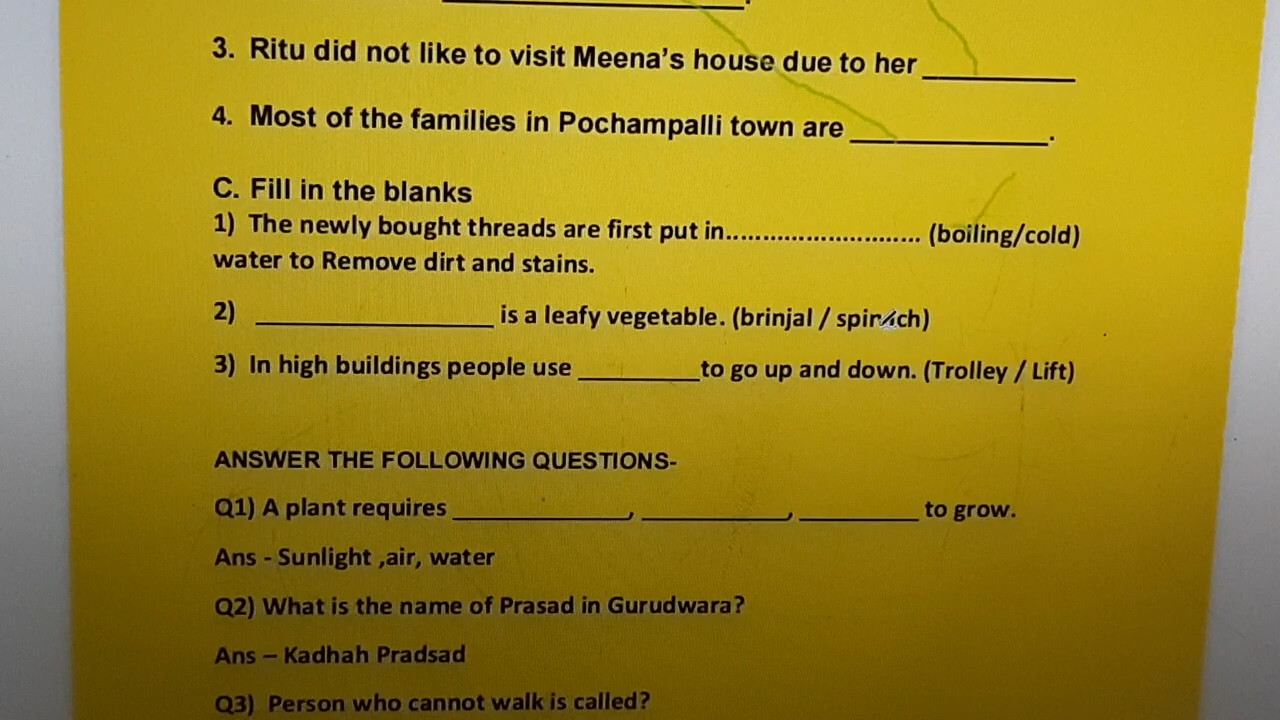 3. Ritu did not like to visit Meena's house due to her __________
4. Most of the families in Pochampalli town are _____________.
C. Fill in the blanks
1) The newly bought threads are first put in.......................... (boiling/cold)
water to Remove dirt and stains.
2) ________________ is a leafy vegetable. (brinjal / spinach)
3) In high buildings people use ________to go up and down. (Trolley / Lift)
ANSWER THE FOLLOWING QUESTIONS-
Q1) A plant requires ____________, __________, ________ to grow.
Ans - Sunlight ,air, water
Q2) What is the name of Prasad in Gurudwara?
Ans – Kadhah Pradsad
Q3) Person who cannot walk is called?